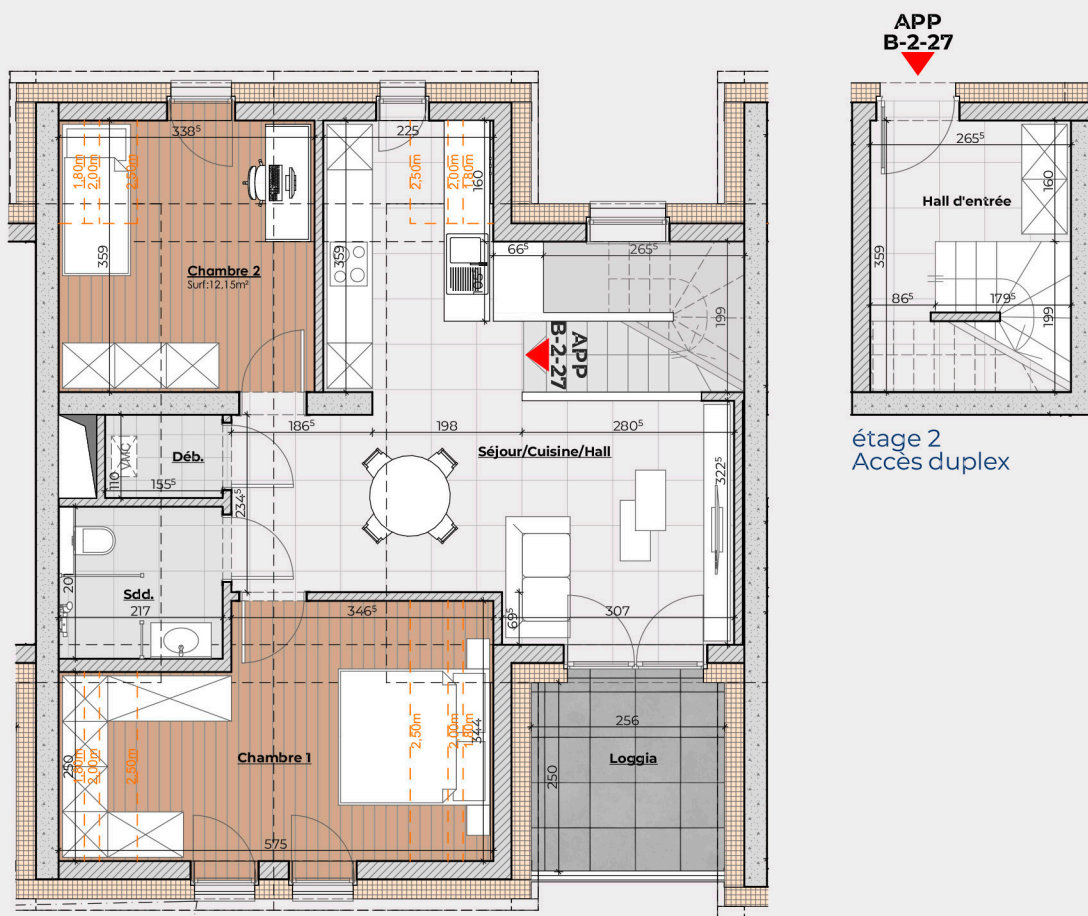 APP
B-2-27
338⁵
225
265⁵
1,80m
2,00m
2,50m
2,50m
2,00m
1,80m
160
160
Hall d'entrée
359
Chambre 2
Surf:12.15m²
359
105
66⁵
265⁵
199
359
86⁵
179⁵
199
APP
B-2-27
186⁵
198
280⁵
Séjour/Cuisine/Hall
322⁵
étage 2
Accès duplex
Déb.
VMC
110
155⁵
234⁵
Sdd.
217
20
346⁵
69⁵
307
Chambre 1
250
1,80m
2,00m
2,50m
2,50m
2,00m
1,80m
344
575
256
Loggia
250